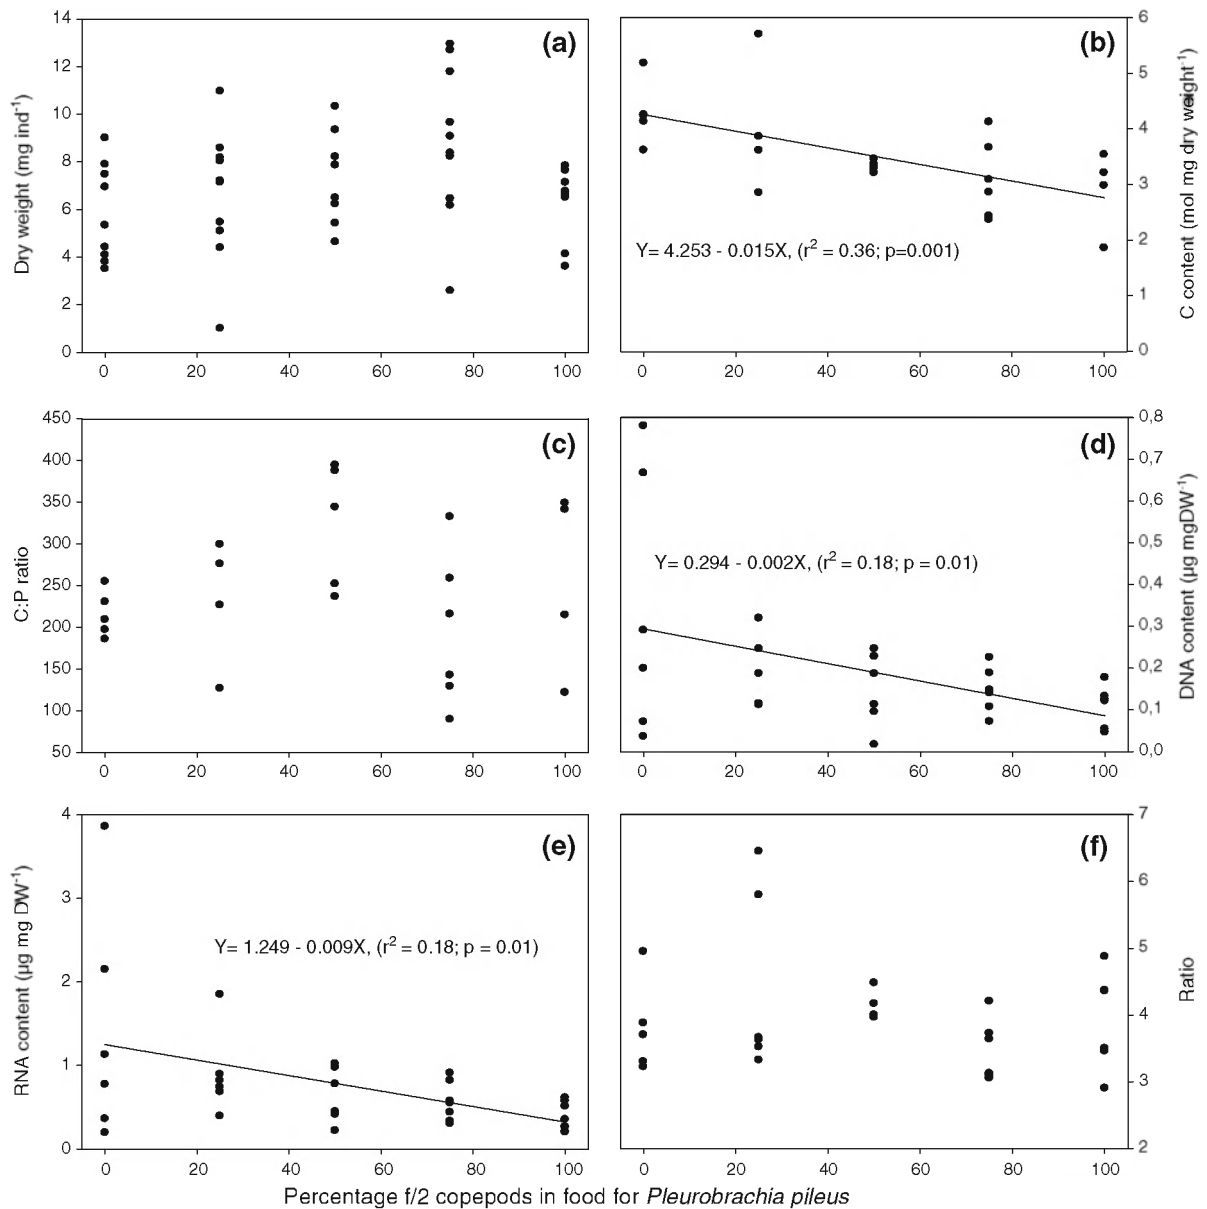 14
12
10
8
6
4
2
0
0 20 40 60 80 100
Dry weight (mg ind⁻¹)
(a)
6
5
4
3
2
1
0
0 20 40 60 80 100
C content (mol mg dry weight⁻¹)
(b)
Y= 4.253 - 0.015X, (r² = 0.36; p=0.001)
450
400
350
300
250
200
150
100
50
0 20 40 60 80 100
C:P ratio
(c)
0,8
0,7
0,6
0,5
0,4
0,3
0,2
0,1
0,0
0 20 40 60 80 100
DNA content (µg mgDW⁻¹)
(d)
Y= 0.294 - 0.002X, (r² = 0.18; p = 0.01)
4
3
2
1
0
0 20 40 60 80 100
RNA content (µg mg DW⁻¹)
(e)
Y= 1.249 - 0.009X, (r² = 0.18; p = 0.01)
7
6
5
4
3
2
0 20 40 60 80 100
Ratio
(f)
Percentage f/2 copepods in food for Pleurobrachia pileus